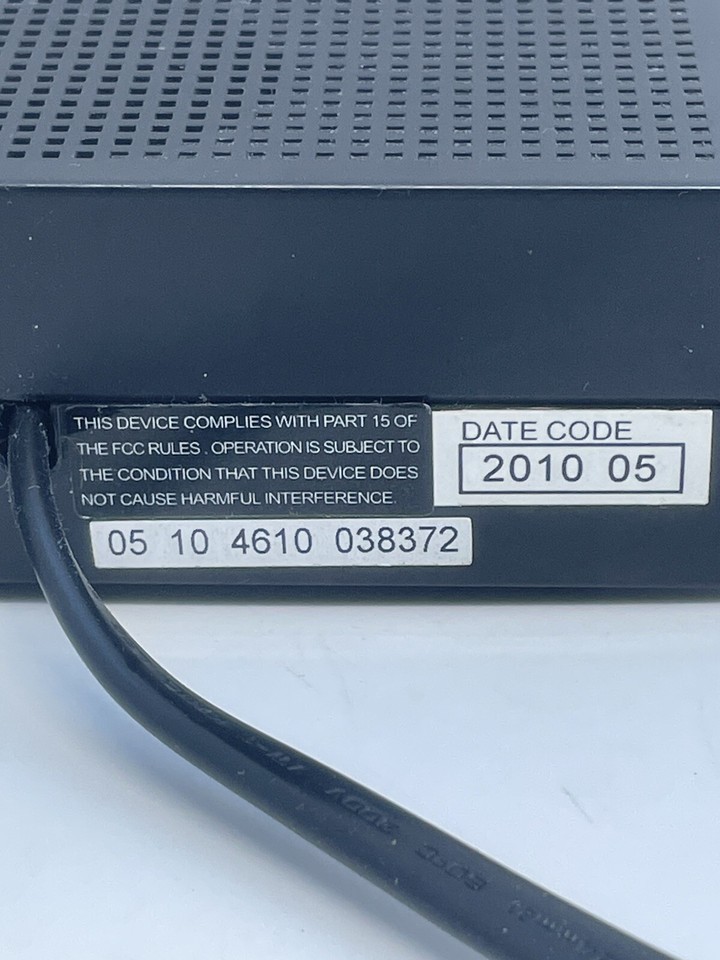 THIS DEVICE COMPLIES WITH PART 15 OF
THE FCC RULES . OPERATION IS SUBJECT TO
THE CONDITION THAT THIS DEVICE DOES
NOT CAUSE HARMFUL INTERFERENCE.
DATE CODE
2010 05
05 10 4610 038372